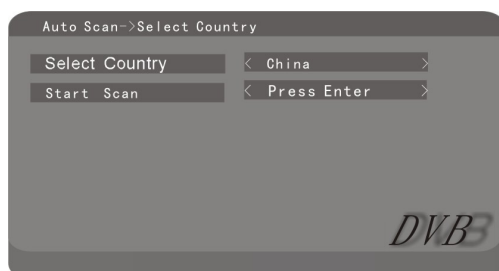 Auto Scan->Select Country
Select Country < China >
Start Scan < Press Enter >
DVB